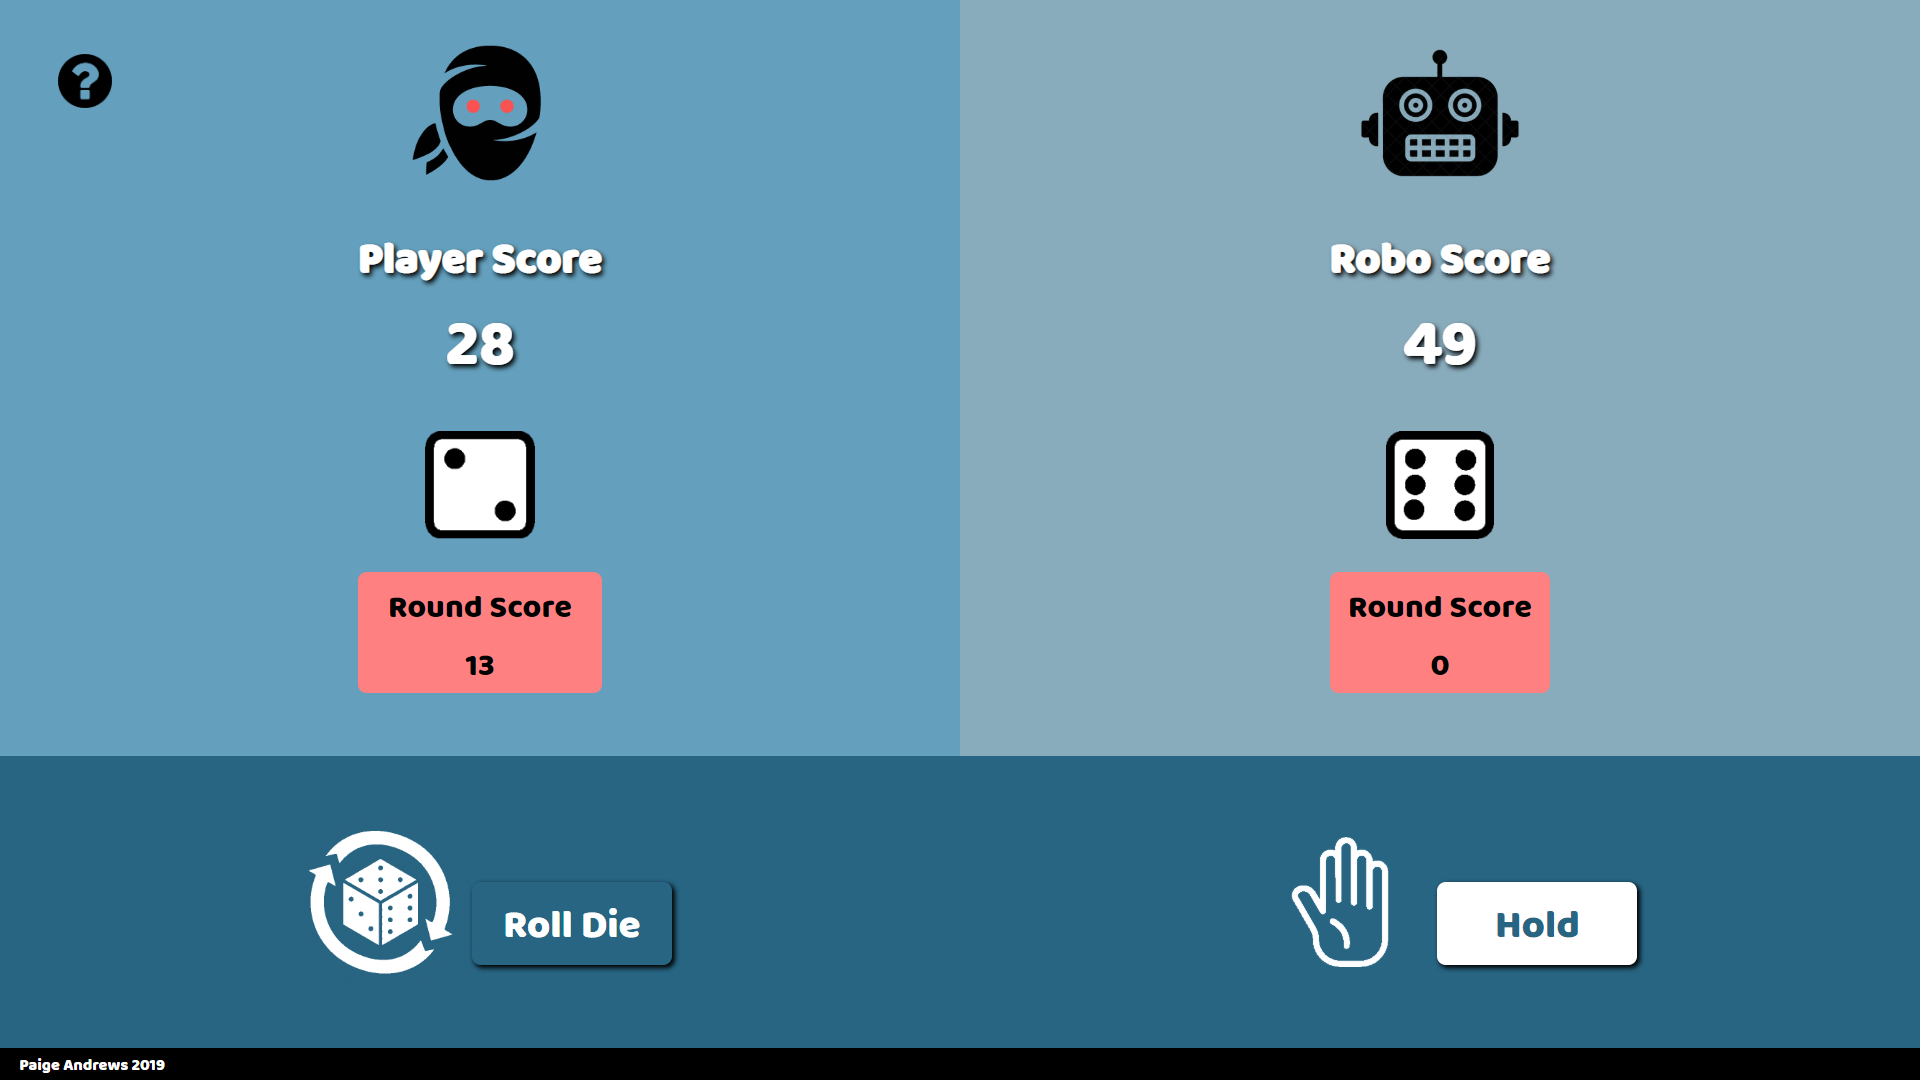 ?
Player Score
28
Round Score
13
Robo Score
49
Round Score
0
Roll Die
Hold
Paige Andrews 2019